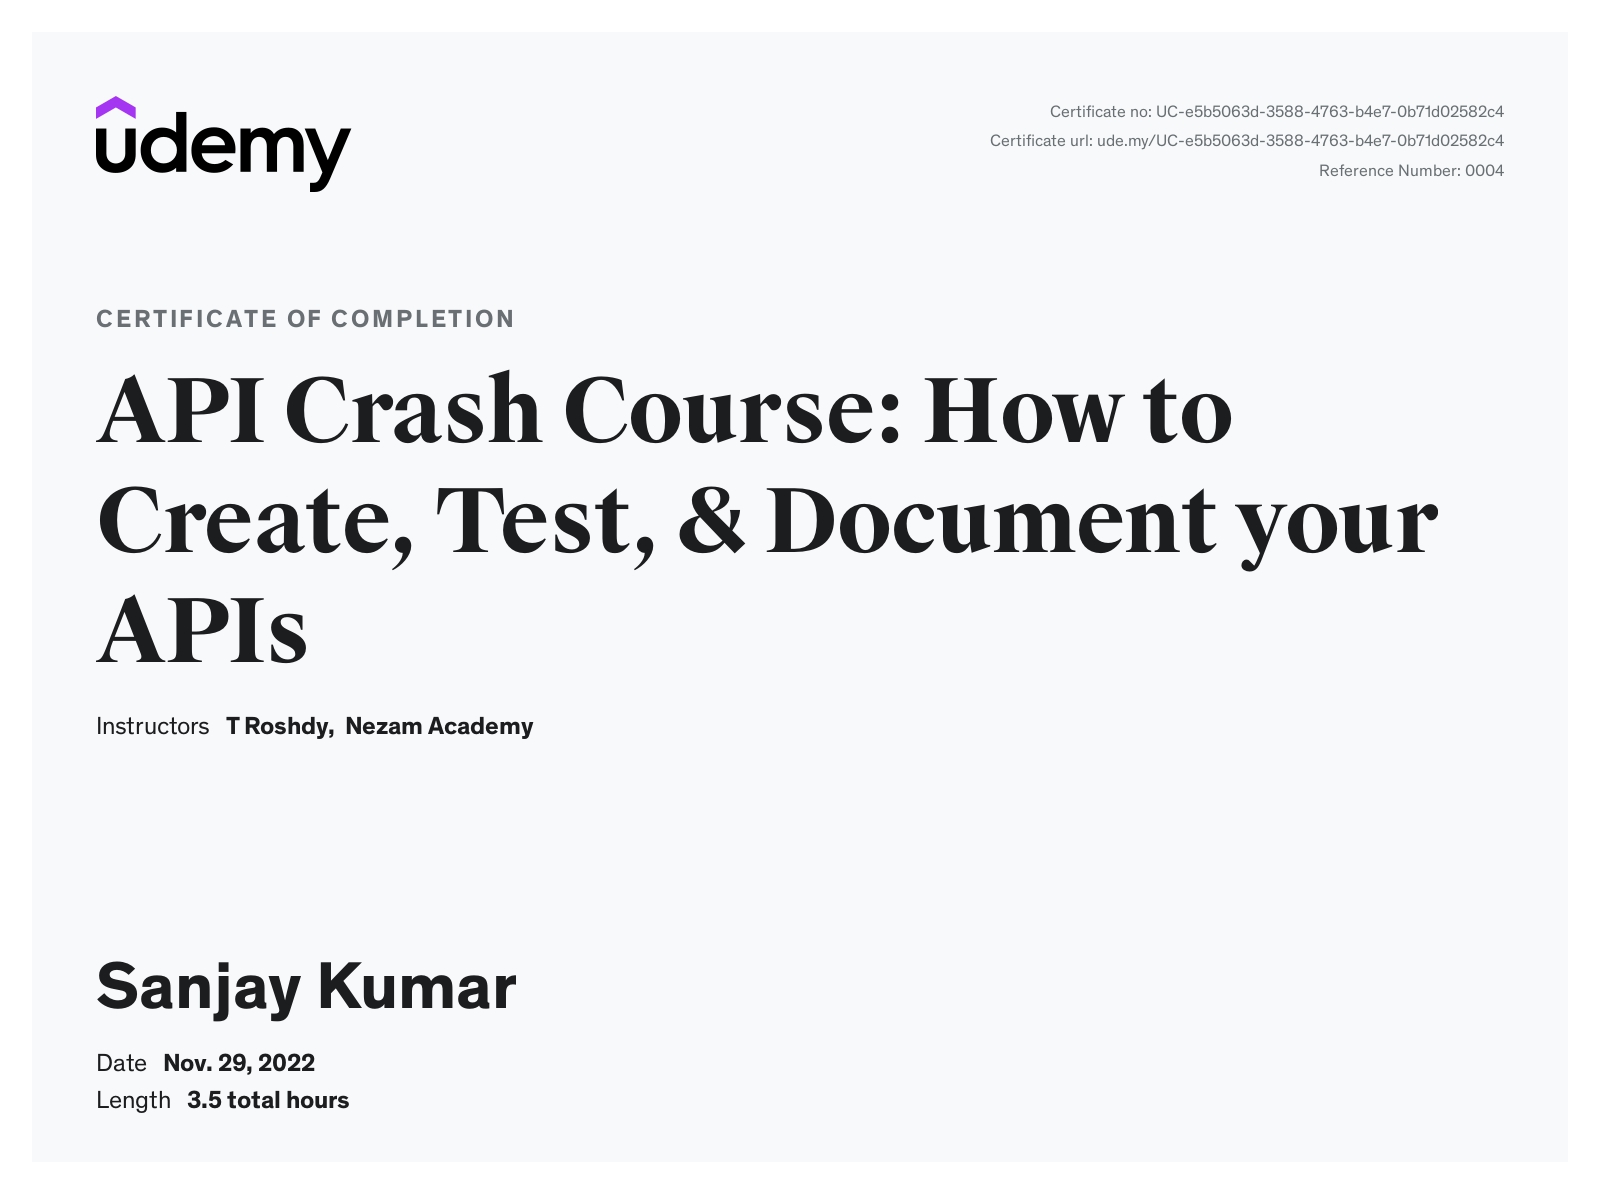 udemy
Certificate no: UC-e5b5063d-3588-4763-b4e7-0b71d02582c4
Certificate url: ude.my/UC-e5b5063d-3588-4763-b4e7-0b71d02582c4
Reference Number: 0004
CERTIFICATE OF COMPLETION
API Crash Course: How to
Create, Test, & Document your
APIs
Instructors T Roshdy, Nezam Academy
Sanjay Kumar
Date Nov. 29, 2022
Length 3.5 total hours